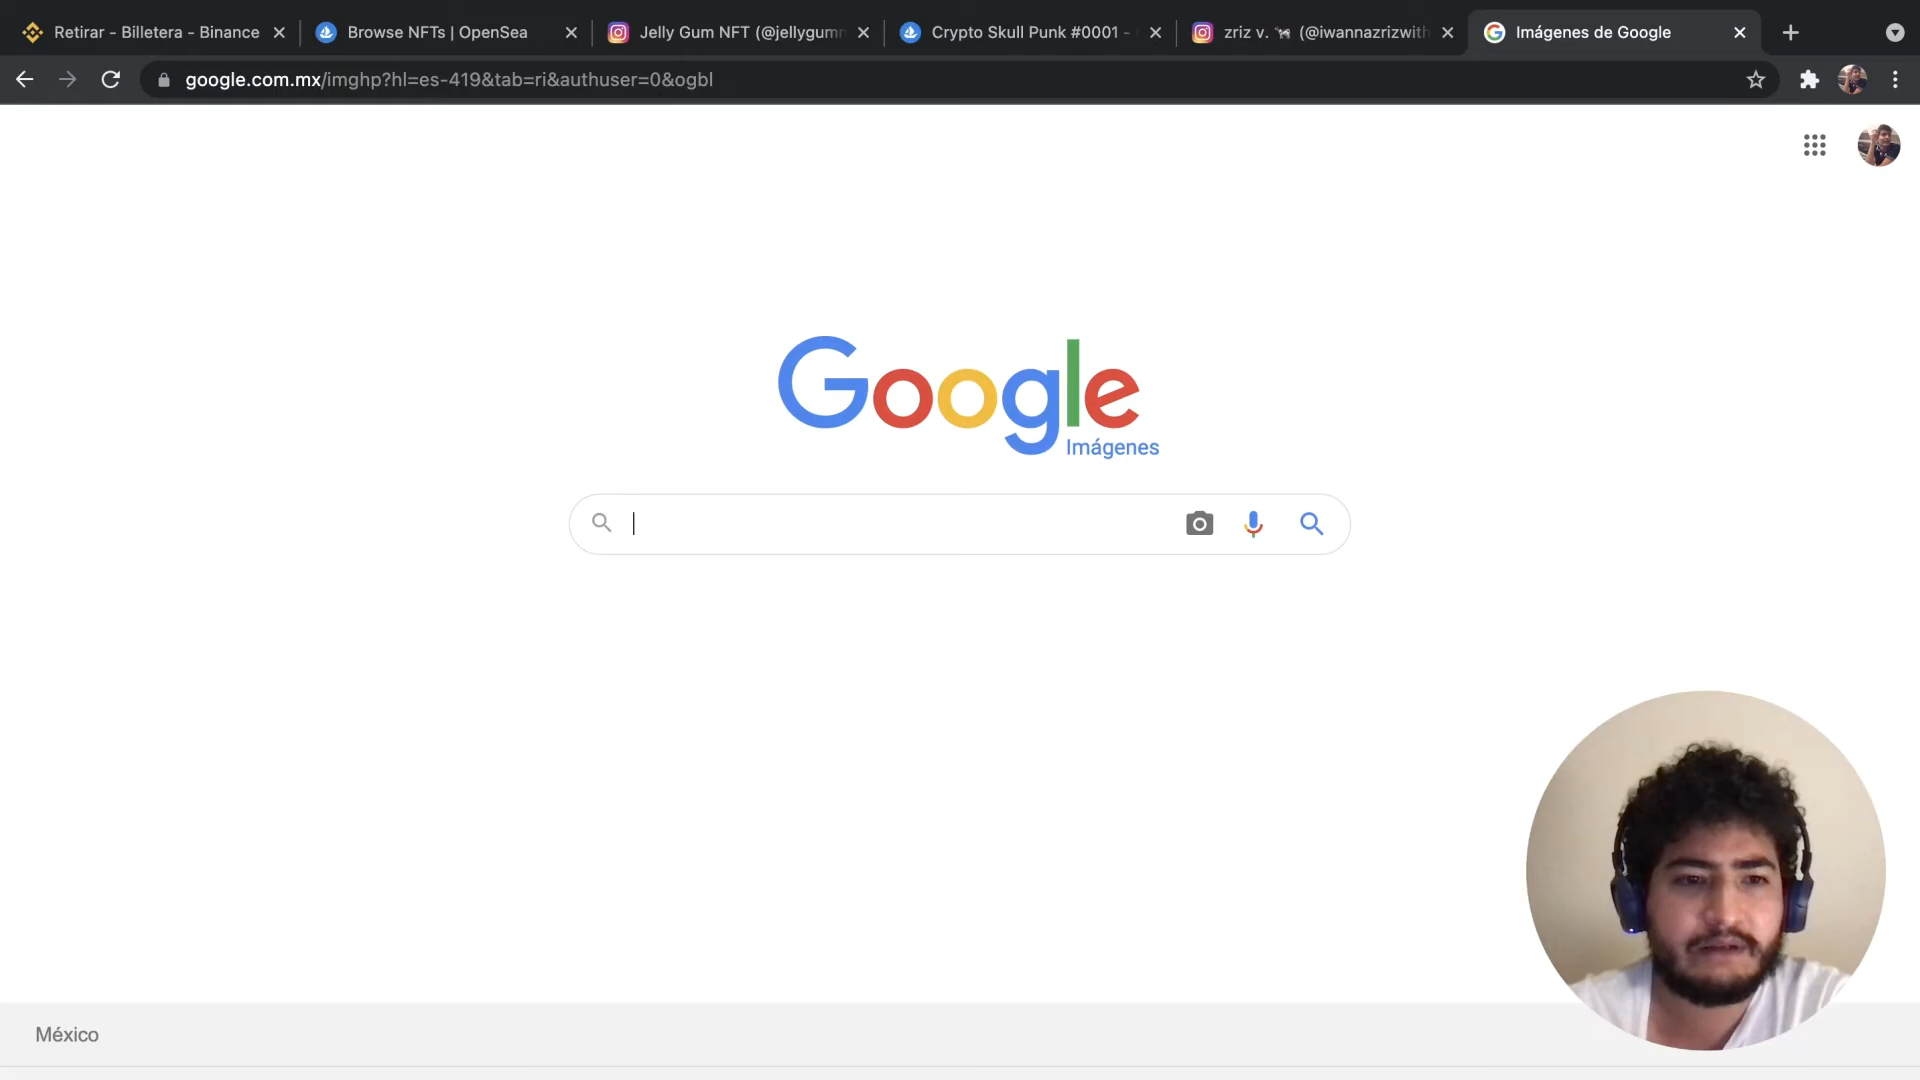 Retirar - Billetera - Binance
Browse NFTs | OpenSea
Jelly Gum NFT (@jellygum
Crypto Skull Punk #0001 -
zriz v. 🐄 (@iwannazrizwith
Imágenes de Google
google.com.mx/imghp?hl=es-419&tab=ri&authuser=0&ogbl
Google
Imágenes
México